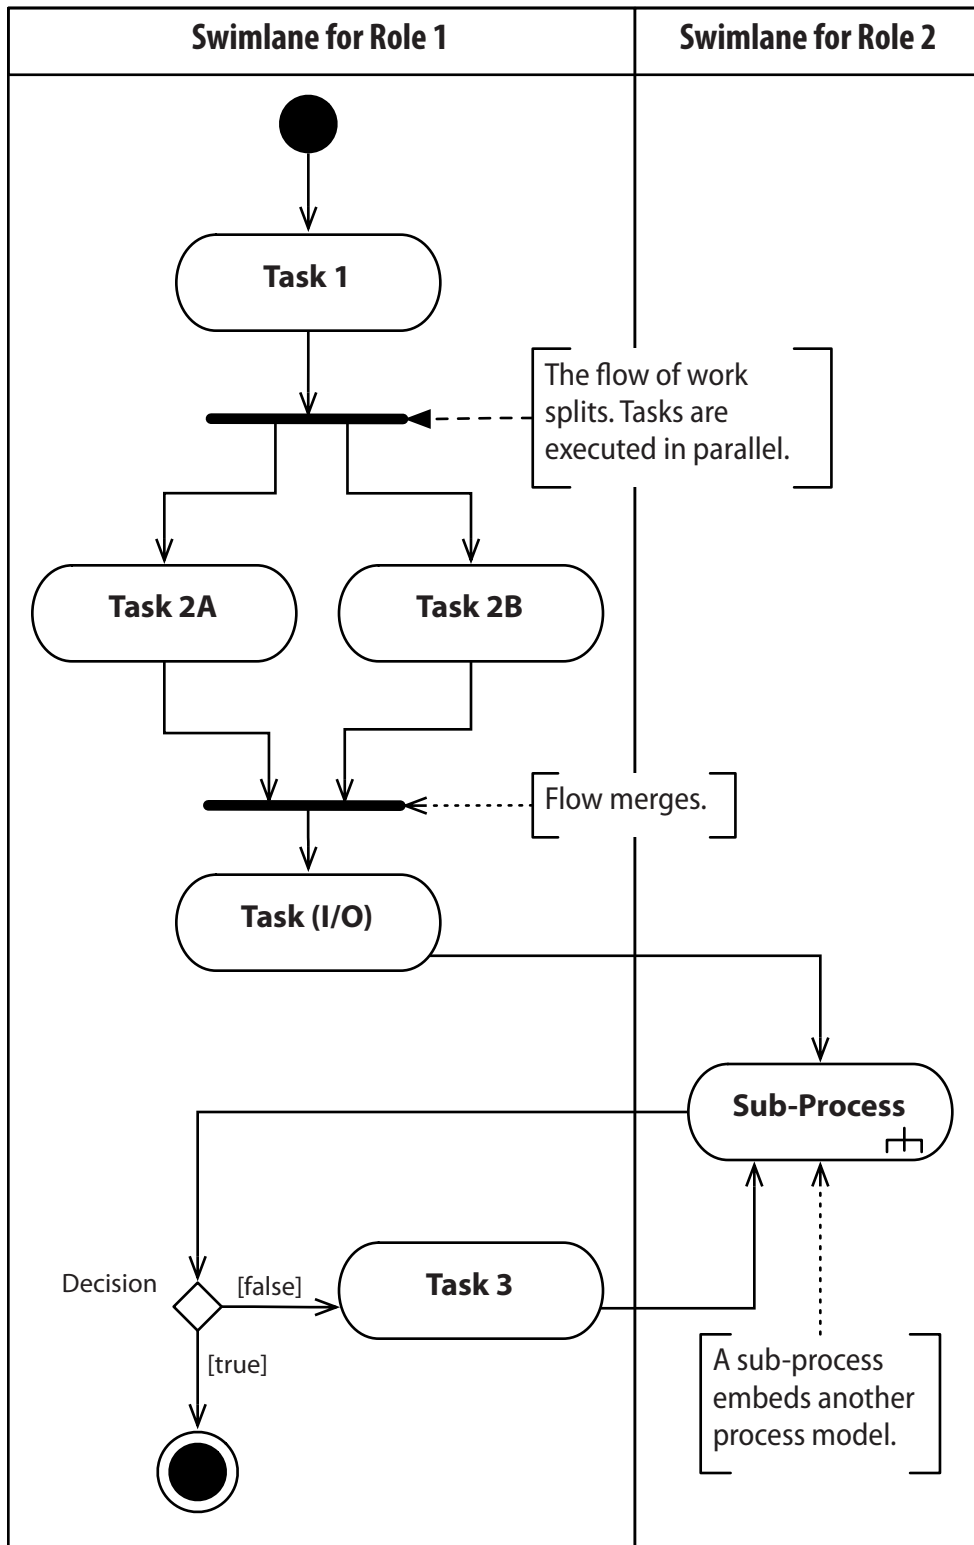 Swimlane for Role 1
Swimlane for Role 2
Task 1
The flow of work
splits. Tasks are
executed in parallel.
Task 2A
Task 2B
Flow merges.
Task (I/O)
Sub-Process
Decision
[false]
Task 3
[true]
A sub-process
embeds another
process model.